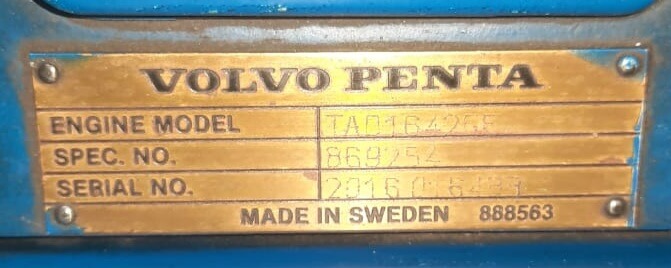 VOLVO PENTA
ENGINE MODEL TAD1642GE
SPEC. NO. 869254
SERIAL NO.
MADE IN SWEDEN 888563